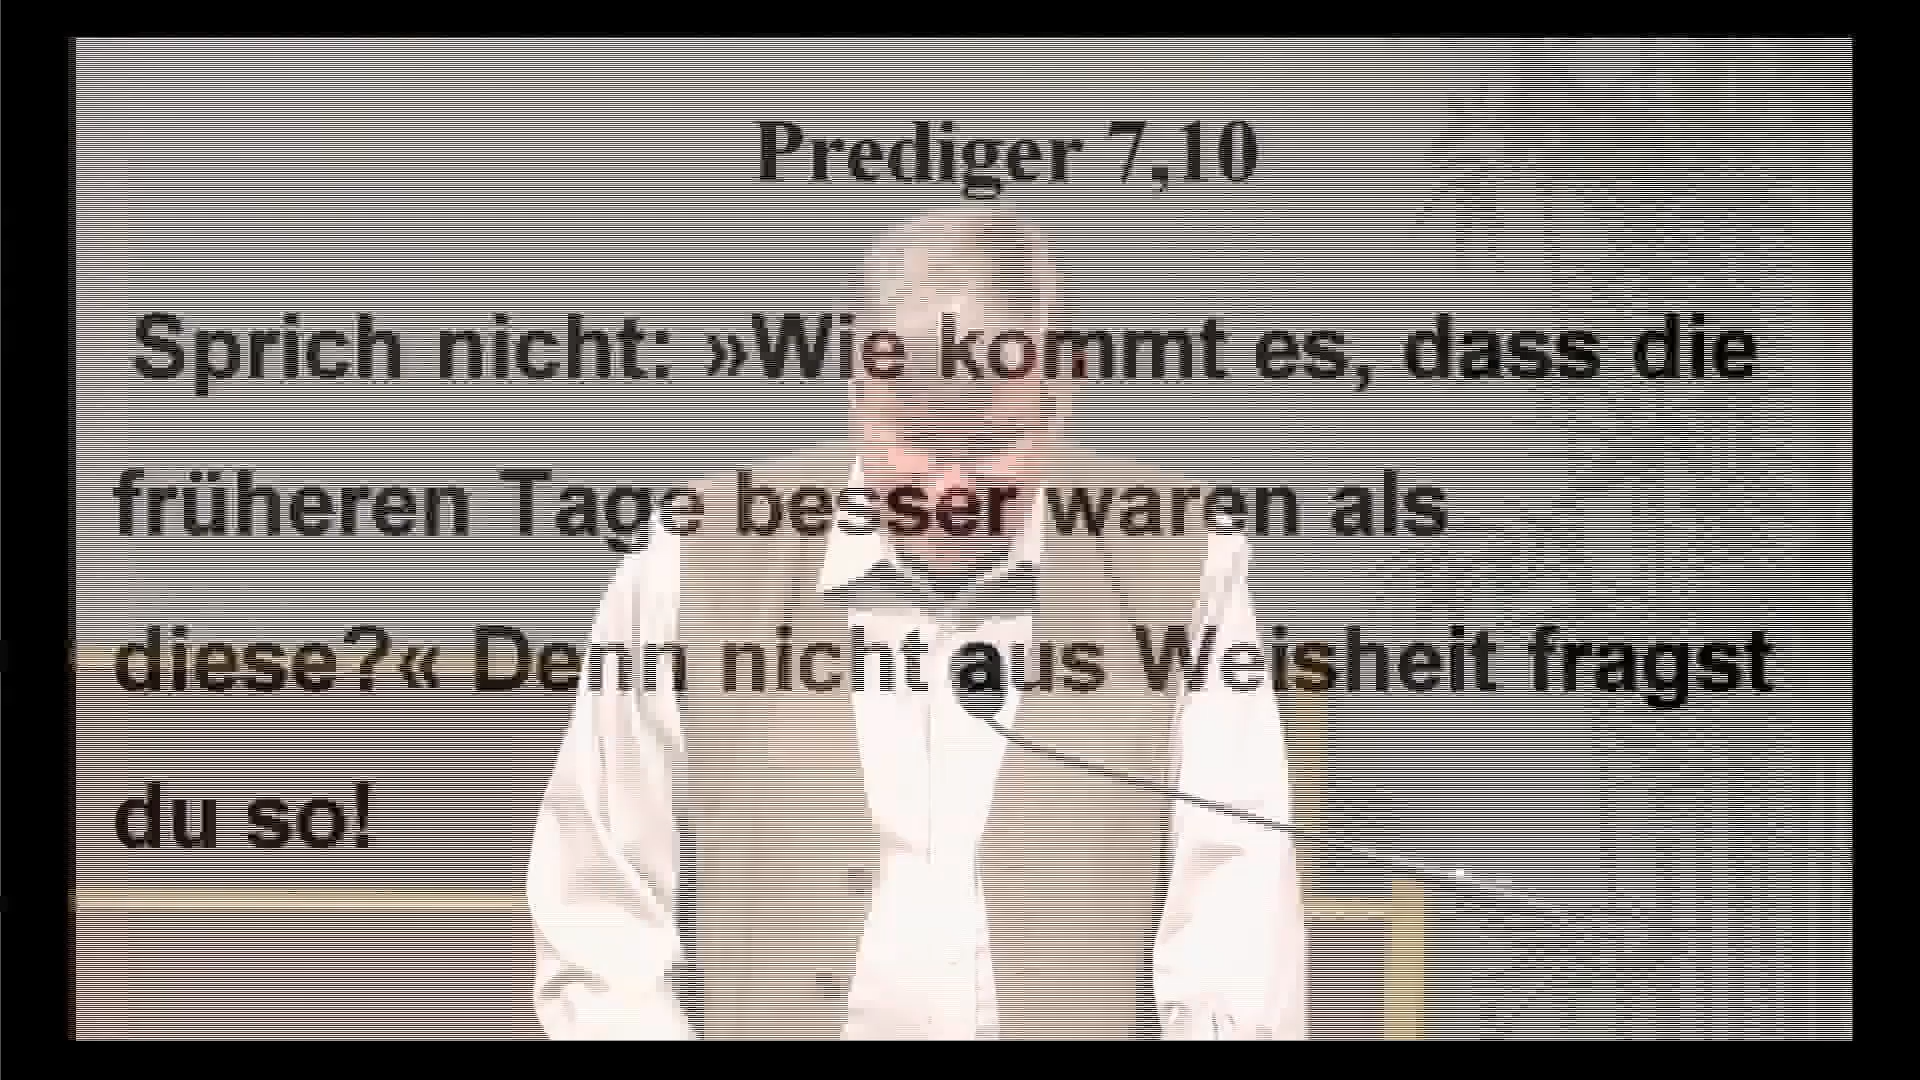 Prediger 7,10
Sprich nicht: »Wie kommt es, dass die
früheren Tage besser waren als
diese?« Denn nicht aus Weisheit fragst
du so!